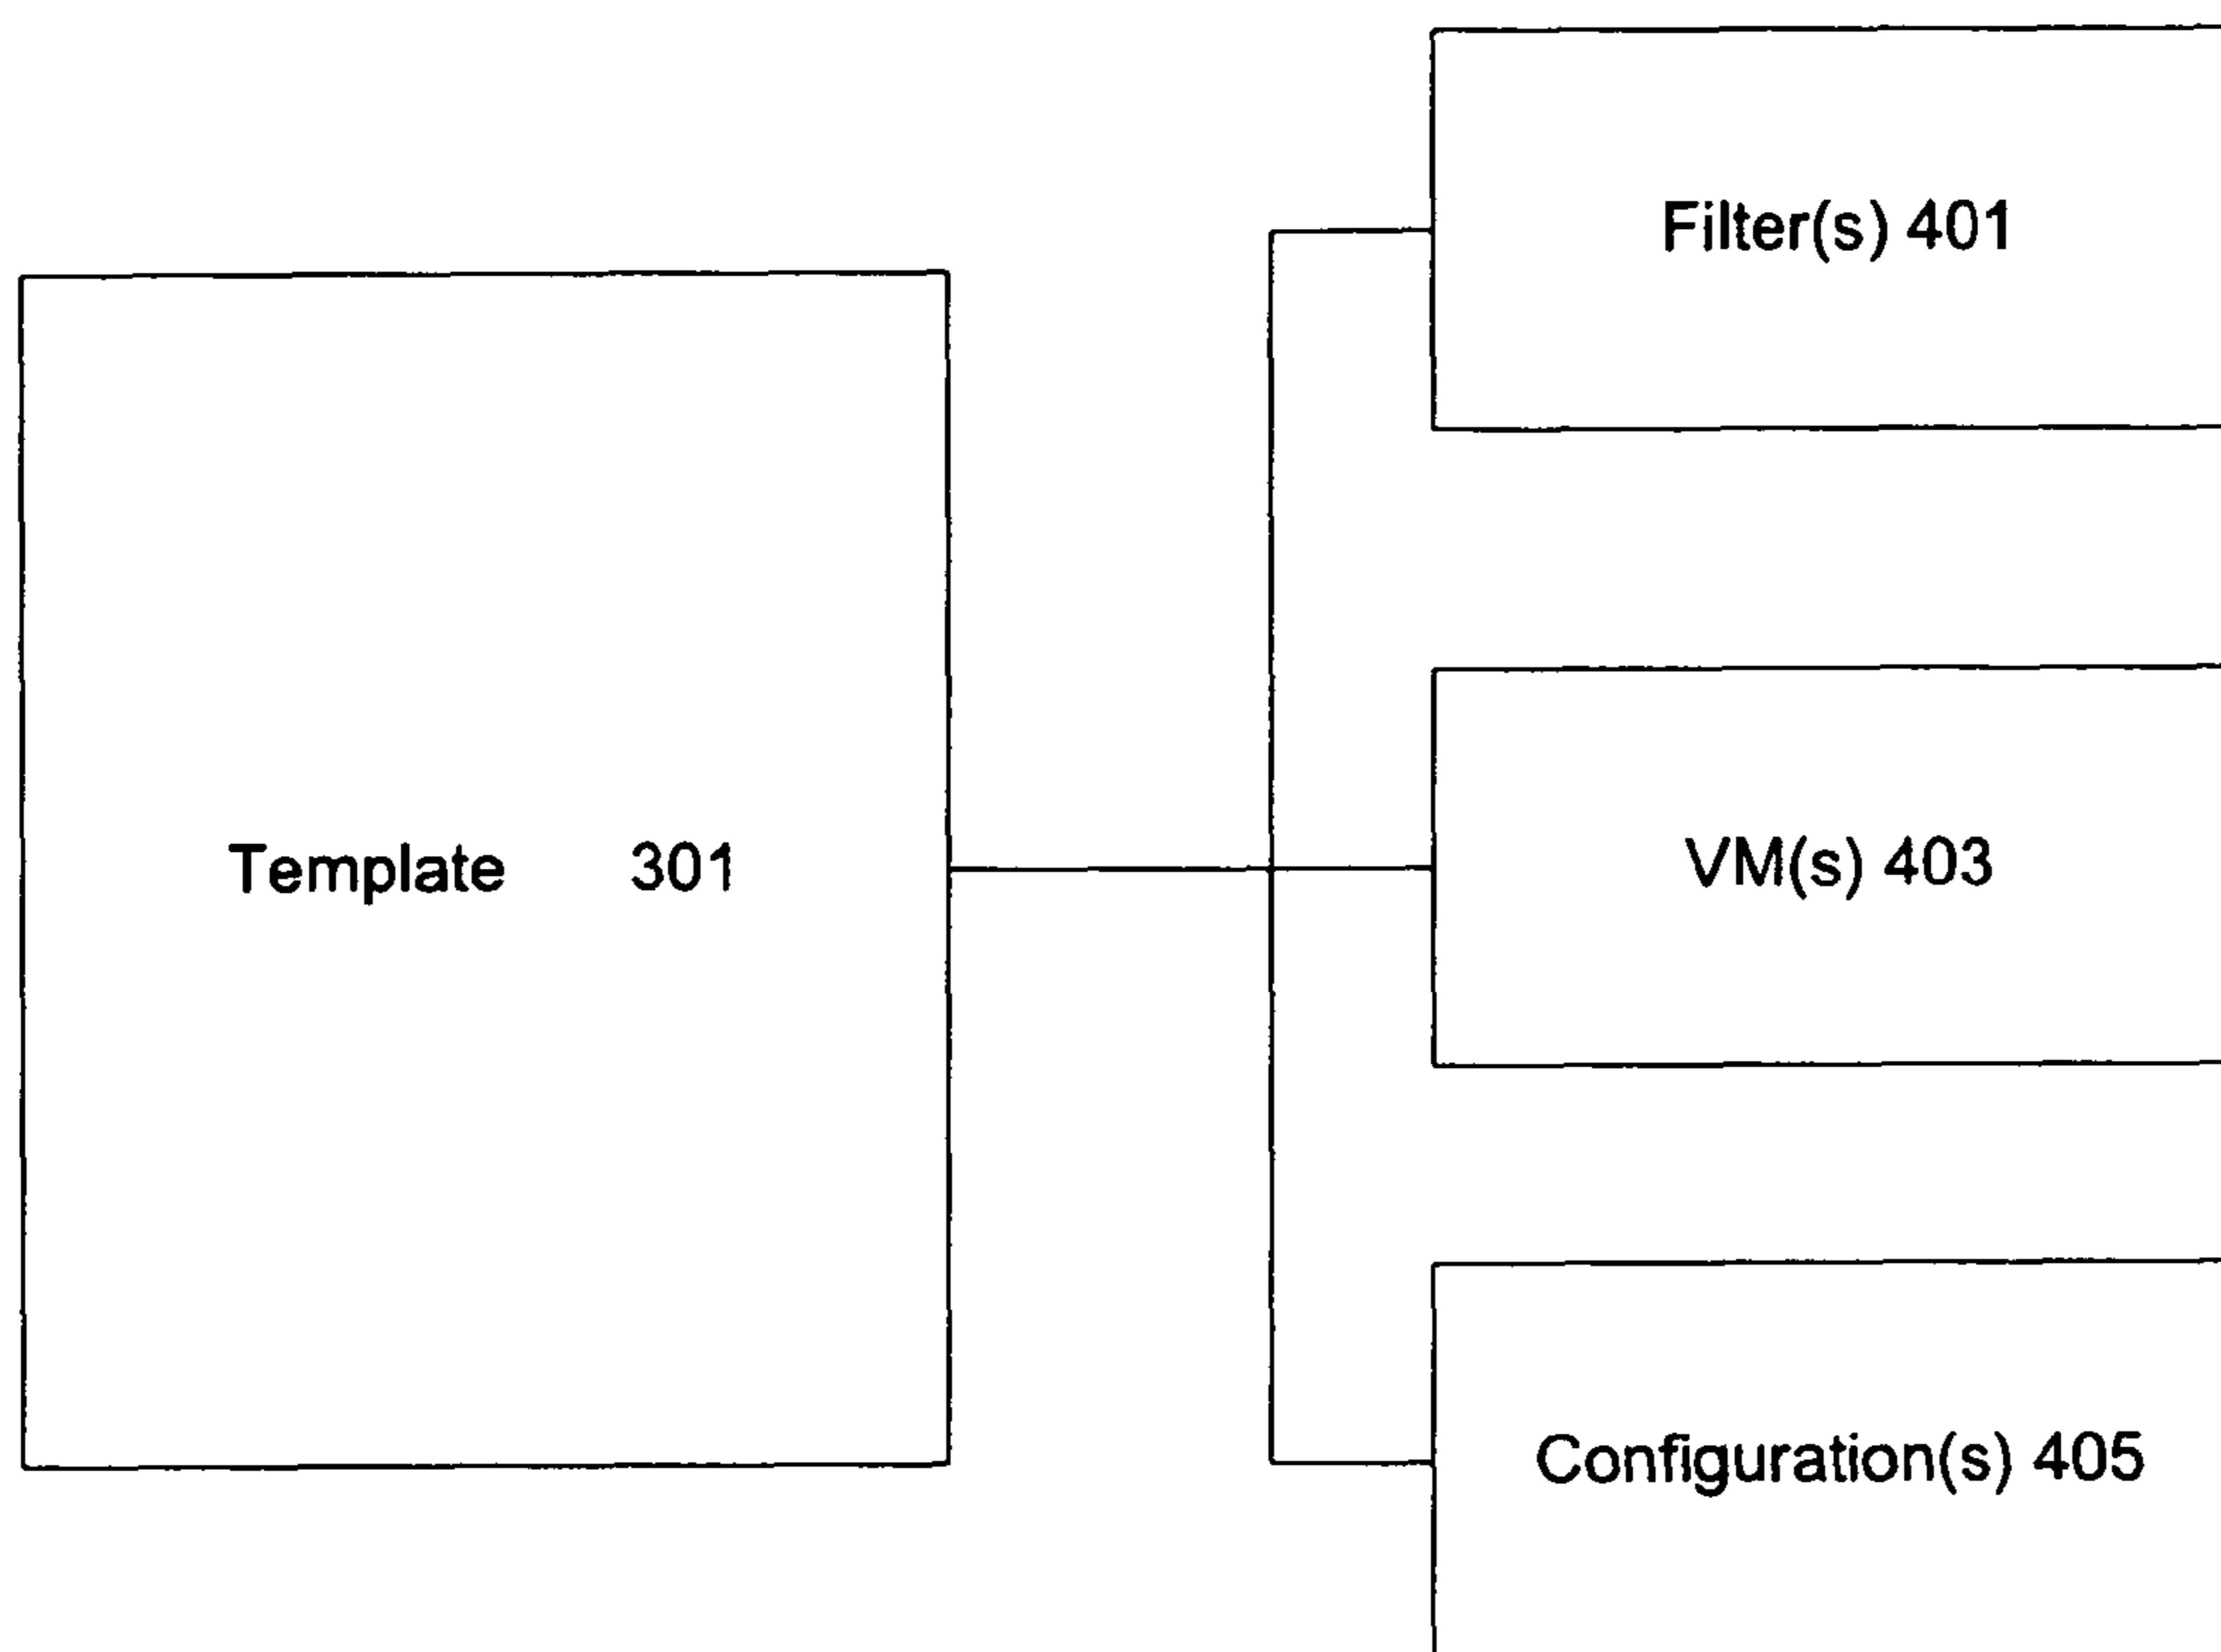 Filter(s) 401
Template 301
VM(s) 403
Configuration(s) 405